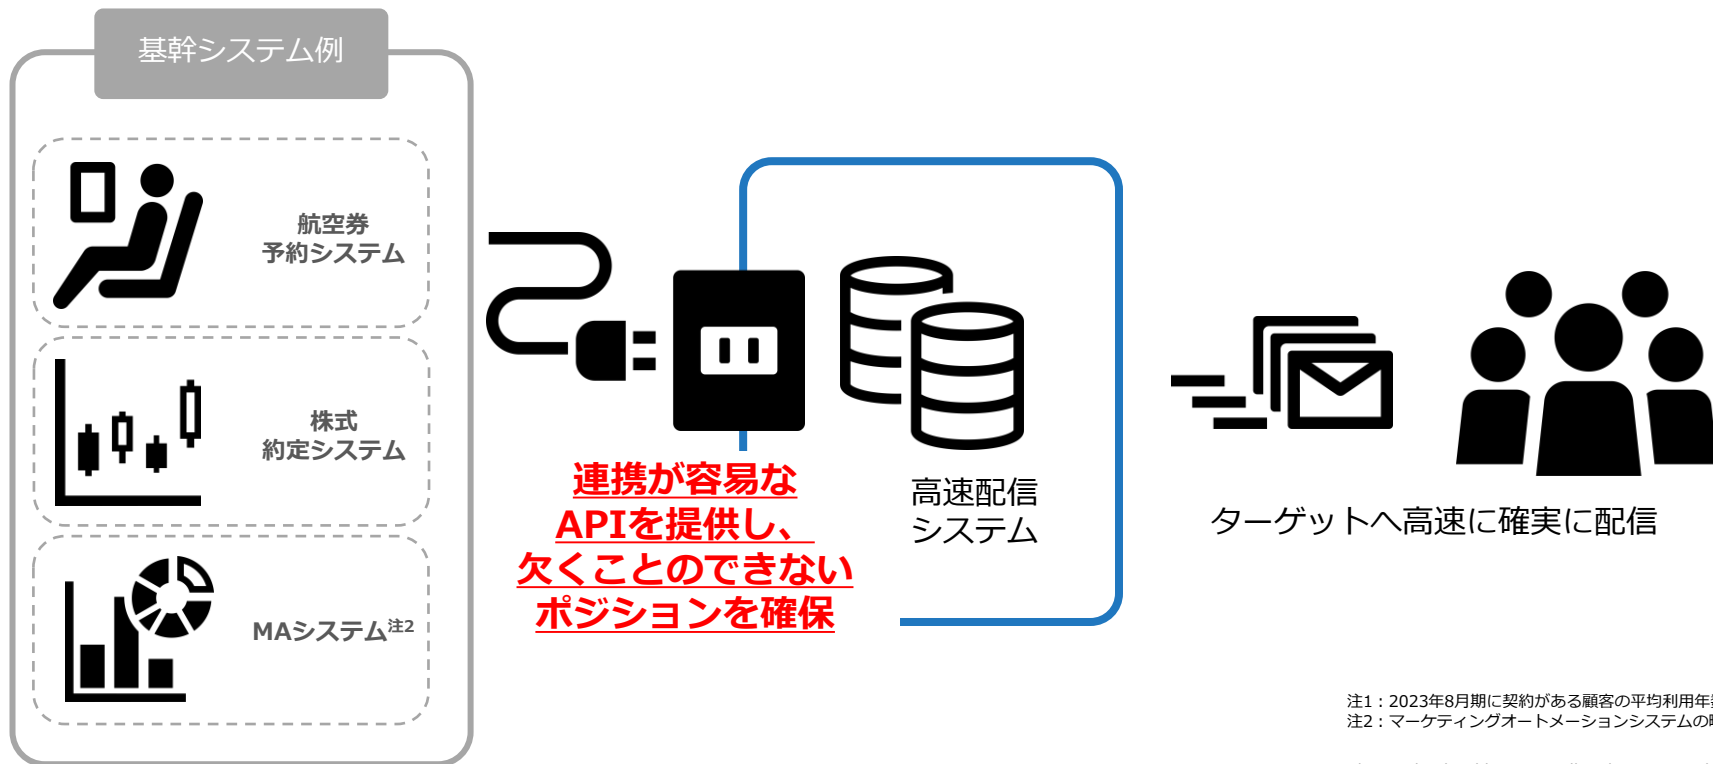 基幹システム例
航空券
予約システム
株式
約定システム
MAシステム注2
連携が容易な
APIを提供し、
欠くことのできない
ポジションを確保
高速配信
システム
ターゲットへ高速に確実に配信
注1：2023年8月期に契約がある顧客の平均利用年
注2：マーケティングオートメーションシステムの